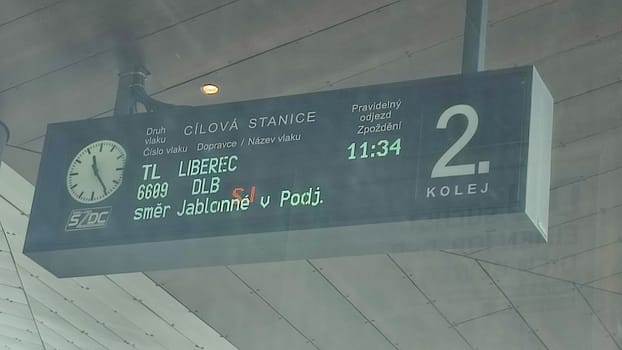 Druh vlaku
CÍLOVÁ STANICE
Pravidelný odjezd
Zpoždění
Číslo vlaku Dopravce / Název vlaku
TL LIBEREC
11:34
6609 DLB
směr Jablonné v Podj.
2.
KOLEJ
SŽDC